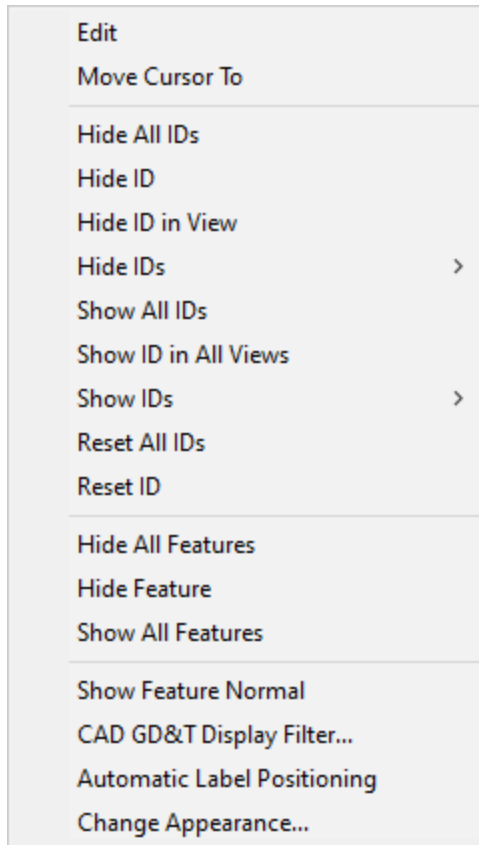 Edit
Move Cursor To
Hide All IDs
Hide ID
Hide ID in View
Hide IDs
Show All IDs
Show ID in All Views
Show IDs
Reset All IDs
Reset ID
Hide All Features
Hide Feature
Show All Features
Show Feature Normal
CAD GD&T Display Filter...
Automatic Label Positioning
Change Appearance...